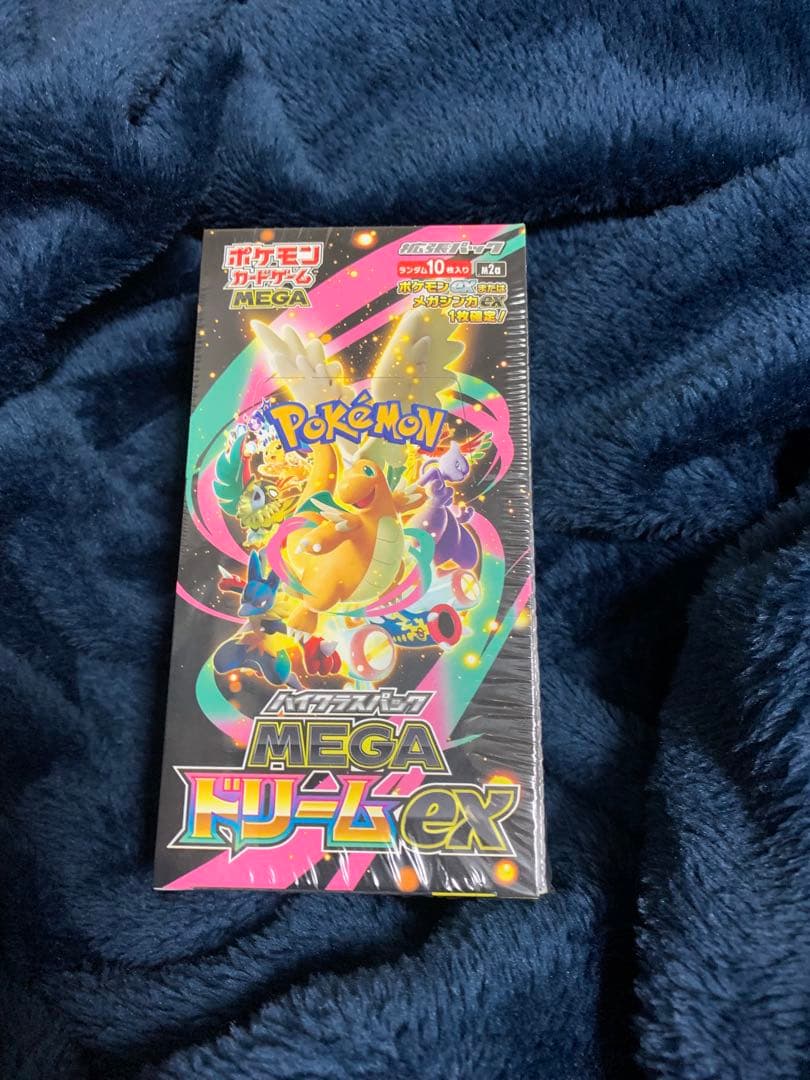 ポケモン
カードゲーム
MEGA
拡張パック
ランダム10枚入り M2a
ポケモンexまたは
メガシンカex
1枚確定!
POKéMON
ハイクラスパック
MEGA
ドリームex